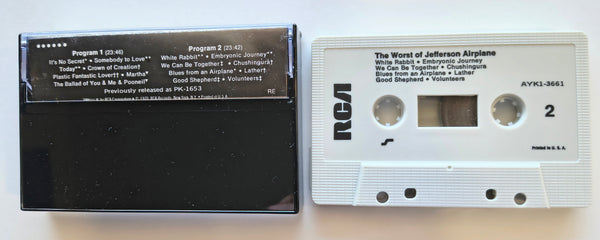 Program 1 (23:46)
It's No Secret* • Somebody to Love**
Today** • Crown of Creation†
Plastic Fantastic Lover†† • Martha*
The Ballad of You & Me & Pooneil*
Program 2 (23:42)
White Rabbit** • Embryonic Journey**
We Can Be Together‡ • Chushingura†
Blues from an Airplane* • Lather†
Good Shepherd‡ • Volunteers‡
Previously released as PK-1653
RE
The Worst of Jefferson Airplane
White Rabbit • Embryonic Journey
We Can Be Together • Chushingura
Blues from an Airplane • Lather
Good Shepherd • Volunteers
AYK1-3661
RCA
2
Printed in U. S. A.